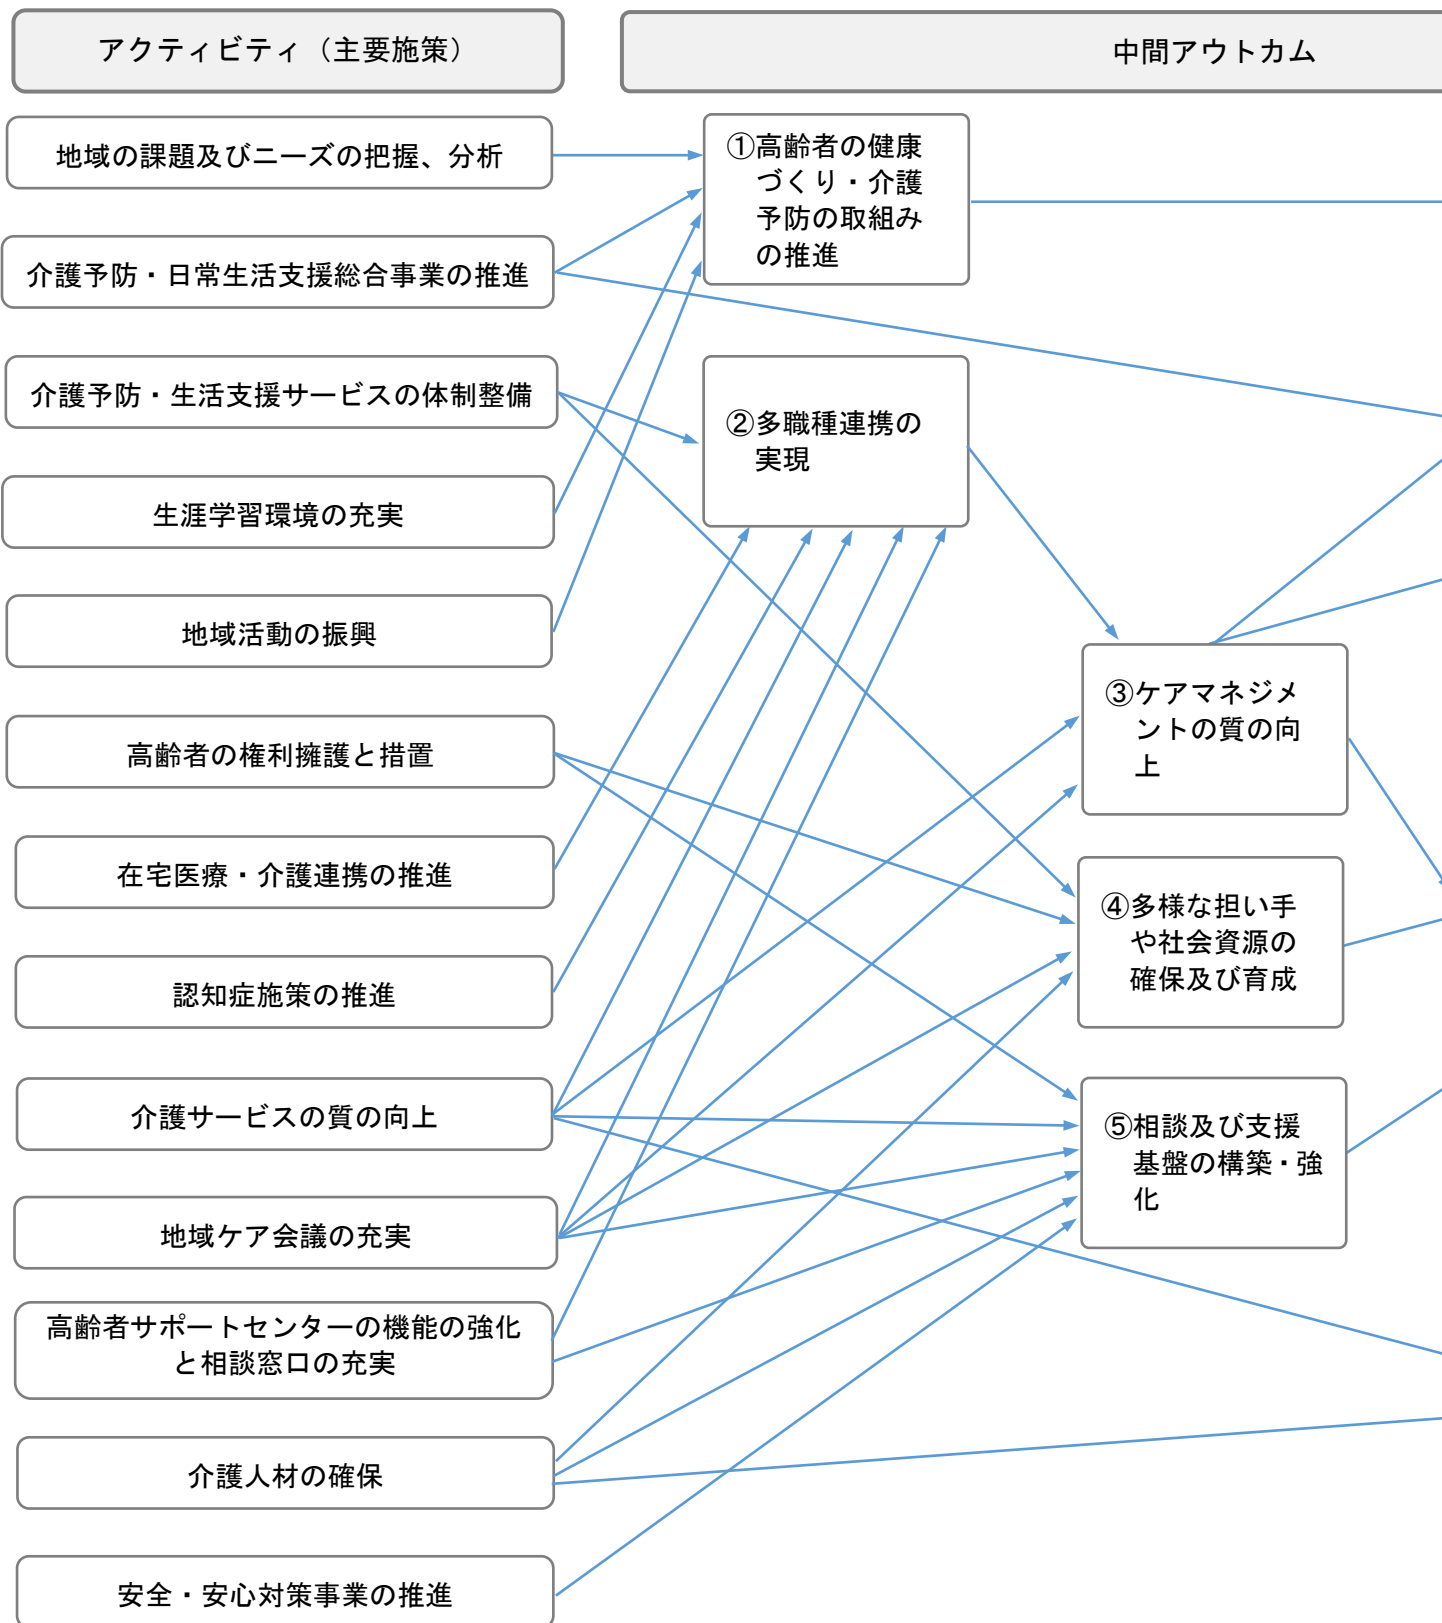 アクティビティ（主要施策）
中間アウトカム
地域の課題及びニーズの把握、分析
介護予防・日常生活支援総合事業の推進
介護予防・生活支援サービスの体制整備
生涯学習環境の充実
地域活動の振興
高齢者の権利擁護と措置
在宅医療・介護連携の推進
認知症施策の推進
介護サービスの質の向上
地域ケア会議の充実
高齢者サポートセンターの機能の強化
と相談窓口の充実
介護人材の確保
安全・安心対策事業の推進
①高齢者の健康
づくり・介護
予防の取組み
の推進
②多職種連携の
実現
③ケアマネジメ
ントの質の向
上
④多様な担い手
や社会資源の
確保及び育成
⑤相談及び支援
基盤の構築・強
化